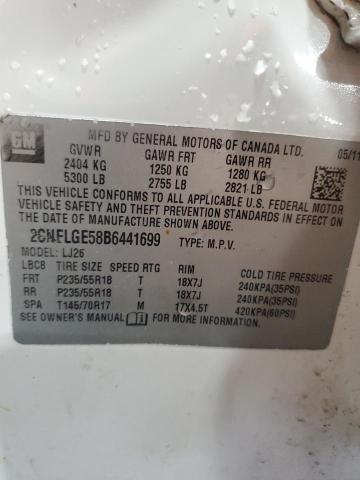 GM
MFD BY GENERAL MOTORS OF CANADA LTD. 05/11
GVWR GAWR FRT GAWR RR
2404 KG 1250 KG 1280 KG
5300 LB 2755 LB 2821 LB
THIS VEHICLE CONFORMS TO ALL APPLICABLE U.S. FEDERAL MOTOR
VEHICLE SAFETY AND THEFT PREVENTION STANDARDS IN EFFECT ON
THE DATE OF MANUFACTURE SHOWN ABOVE.
2CNFLGE58B6441699 TYPE: M.P.V.
MODEL: LJ26
LBCB TIRE SIZE SPEED RTG RIM COLD TIRE PRESSURE
FRT P235/55R18 T 18X7J 240KPA(35PSI)
RR P235/55R18 T 18X7J 240KPA(35PSI)
SPA T145/70R17 M 17X4.5T 420KPA(60PSI)
SEE OWNER'S MANUAL FOR MORE INFORMATION